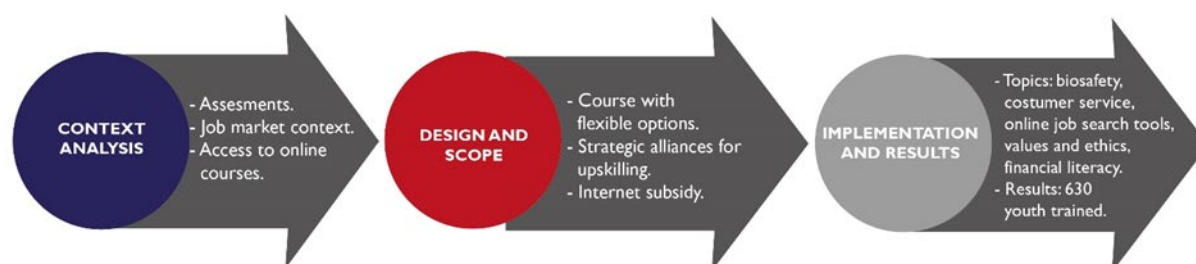 CONTEXT
ANALYSIS
- Assesments.
- Job market context.
- Access to online
courses.
DESIGN AND
SCOPE
- Course with
flexible options.
- Strategic alliances for
upskilling.
- Internet subsidy.
IMPLEMENTATION
AND RESULTS
- Topics: biosafety,
costumer service,
online job search tools,
values and ethics,
financial literacy.
- Results: 630
youth trained.